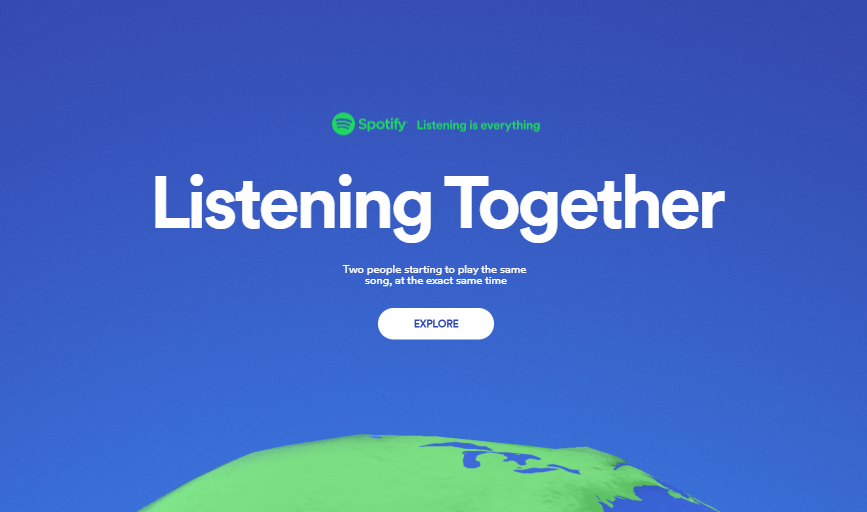 Spotify Listening is everything
Listening Together
Two people starting to play the same
song, at the exact same time
EXPLORE